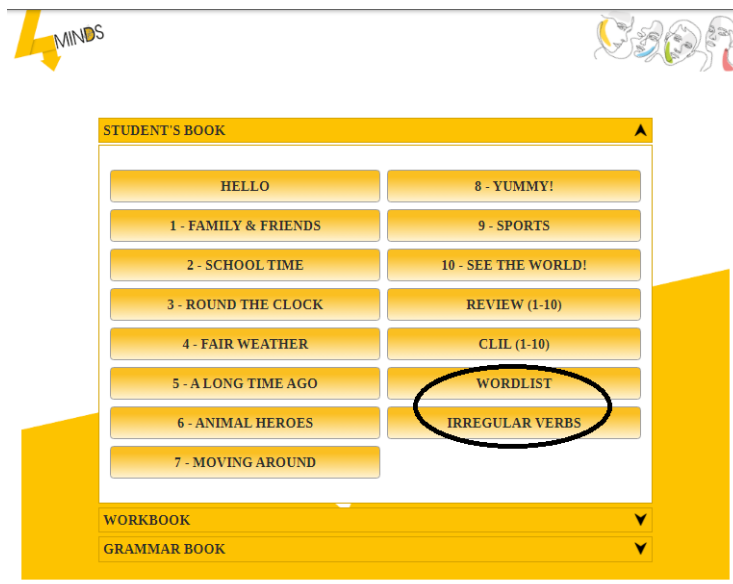 4MINDS
STUDENT'S BOOK
HELLO
1 - FAMILY & FRIENDS
2 - SCHOOL TIME
3 - ROUND THE CLOCK
4 - FAIR WEATHER
5 - A LONG TIME AGO
6 - ANIMAL HEROES
7 - MOVING AROUND
8 - YUMMY!
9 - SPORTS
10 - SEE THE WORLD!
REVIEW (1-10)
CLIL (1-10)
WORDLIST
IRREGULAR VERBS
WORKBOOK
GRAMMAR BOOK